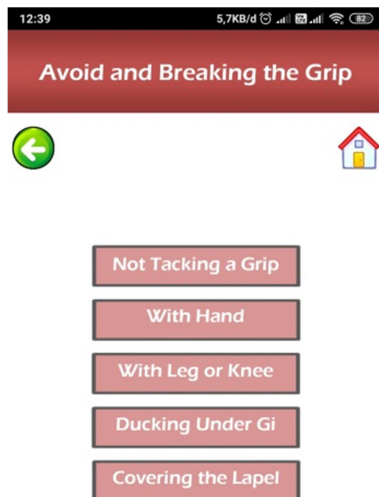 12:39 5,7KB/d 82
Avoid and Breaking the Grip
Not Tacking a Grip
With Hand
With Leg or Knee
Ducking Under Gi
Covering the Lapel